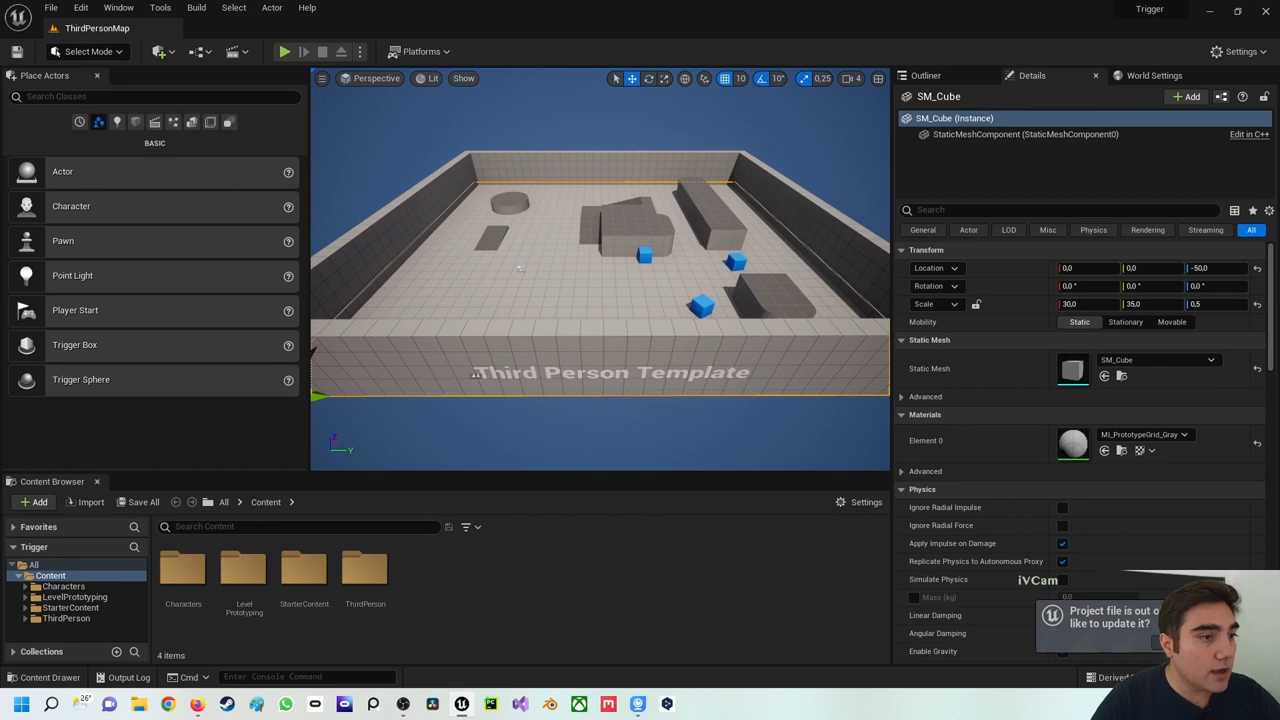 File Edit Window Tools Build Select Actor Help
Trigger
ThirdPersonMap
Select Mode
Platforms
Settings
Place Actors
Search Classes
BASIC
Actor
Character
Pawn
Point Light
Player Start
Trigger Box
Trigger Sphere
Perspective Lit Show
10 10° 0,25 4
Third Person Template
Z
Y
Outliner Details World Settings
SM_Cube
Add
SM_Cube (Instance)
StaticMeshComponent (StaticMeshComponent0) Edit in C++
Search
General Actor LOD Misc Physics Rendering Streaming All
Transform
Location 0,0 0,0 -50,0
Rotation 0,0 ° 0,0 ° 0,0 °
Scale 30,0 35,0 0,5
Mobility Static Stationary Movable
Static Mesh
Static Mesh SM_Cube
Advanced
Materials
Element 0 MI_PrototypeGrid_Gray
Advanced
Physics
Ignore Radial Impulse
Ignore Radial Force
Apply Impulse on Damage
Replicate Physics to Autonomous Proxy
Simulate Physics
iVCam
Mass (kg) 0,0
Linear Damping
Angular Damping
Enable Gravity
Project file is out o
like to update it?
Content Browser
Add Import Save All All Content Settings
Favorites
Search Content
Trigger
All
Content
Characters
LevelPrototyping
StarterContent
ThirdPerson
Characters
Level Prototyping
StarterContent
ThirdPerson
Collections
4 items
Content Drawer Output Log Cmd Enter Console Command Derived
26°